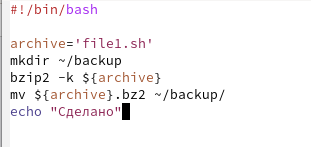 #!/bin/bash
archive='file1.sh'
mkdir ~/backup
bzip2 -k ${archive}
mv ${archive}.bz2 ~/backup/
echo "Сделано"